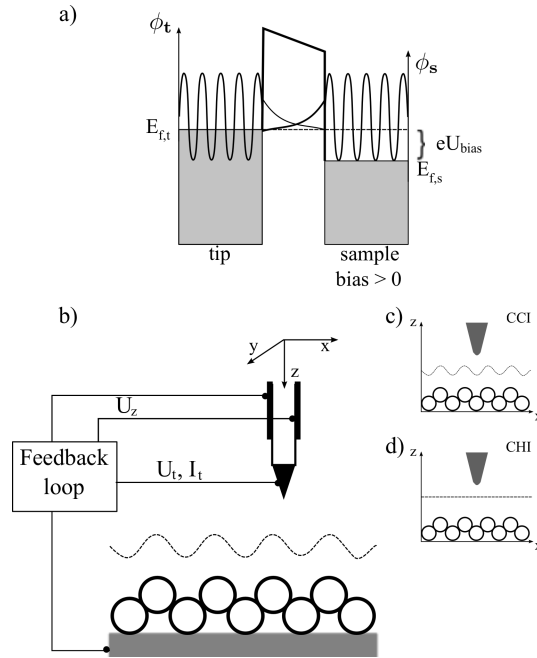 a)
ϕt
ϕs
Ef,t
eUbias
Ef,s
tip
sample
bias > 0
b)
y
x
z
Uz
Feedback
loop
Ut, It
c)
z
CCI
x
d)
z
CHI
x